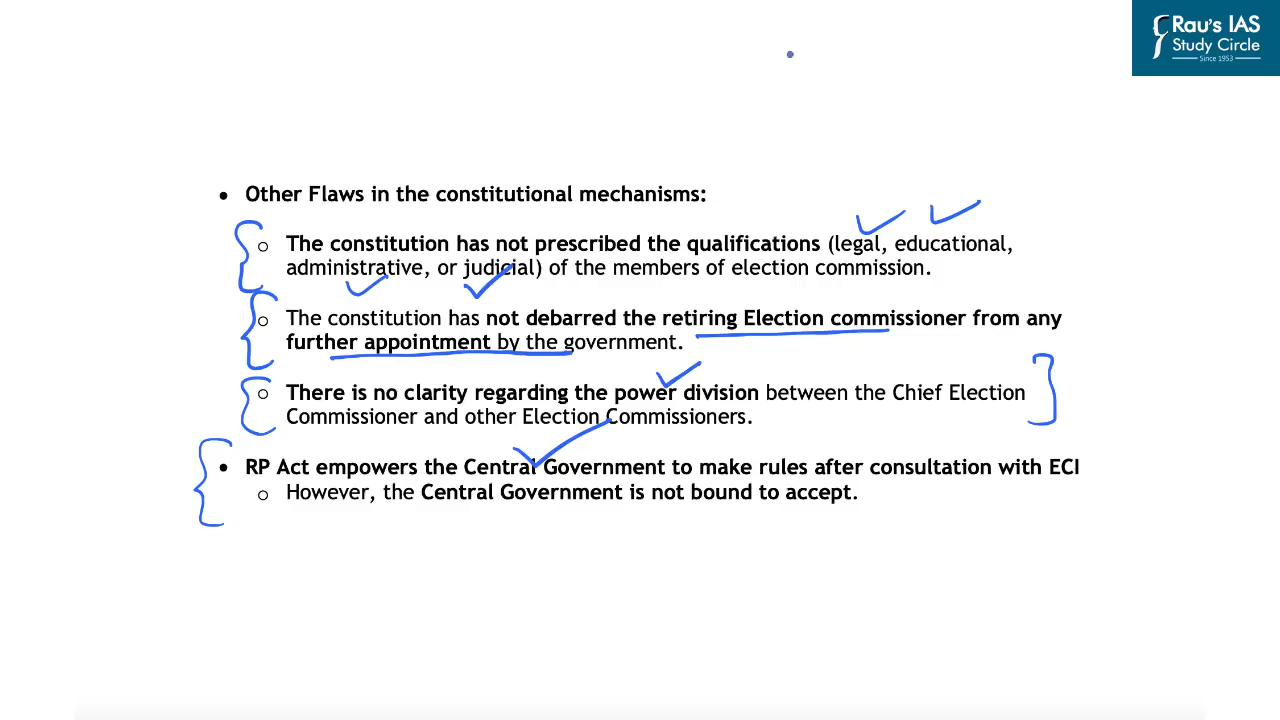 Rau's IAS
Study Circle
Since 1953
• Other Flaws in the constitutional mechanisms:
o The constitution has not prescribed the qualifications (legal, educational,
administrative, or judicial) of the members of election commission.
o The constitution has not debarred the retiring Election commissioner from any
further appointment by the government.
o There is no clarity regarding the power division between the Chief Election
Commissioner and other Election Commissioners.
• RP Act empowers the Central Government to make rules after consultation with ECI
o However, the Central Government is not bound to accept.